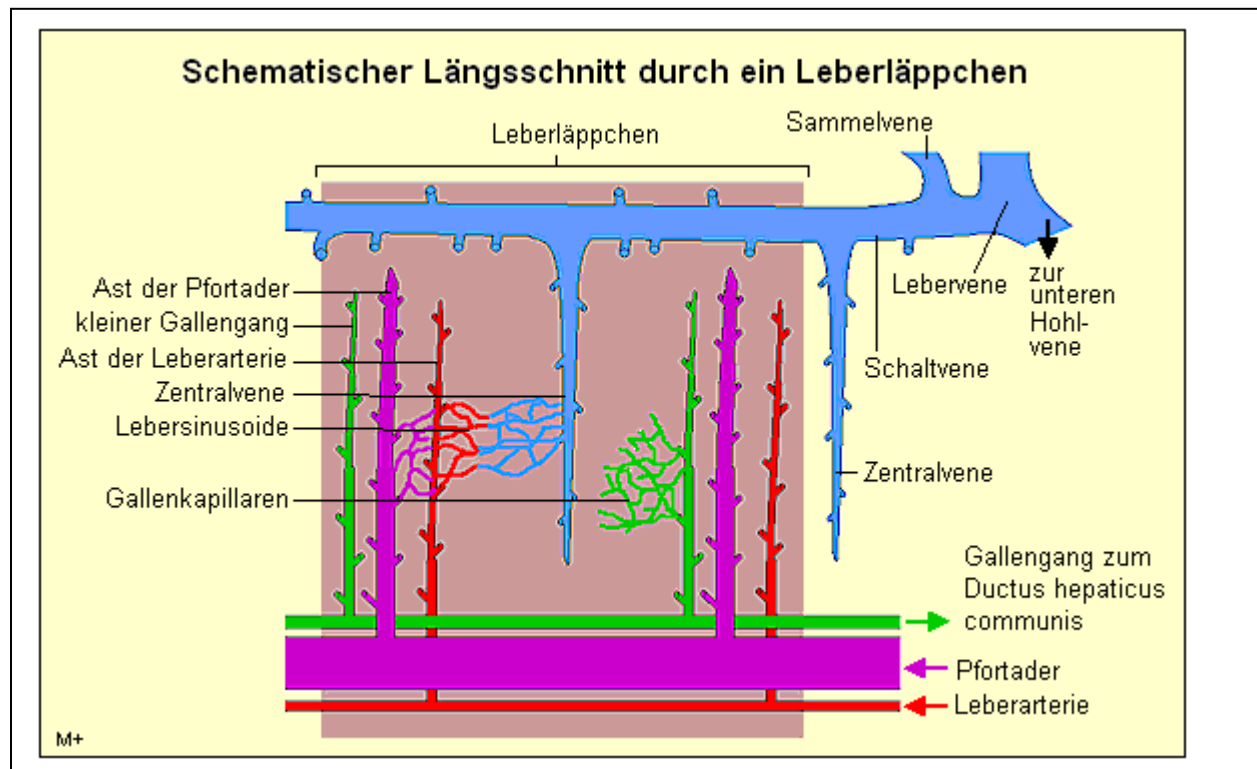 Schematischer Längsschnitt durch ein Leberläppchen
Sammelvene
Leberläppchen
Ast der Pfortader
kleiner Gallengang
Ast der Leberarterie
Zentralvene
Lebersinusoide
Gallenkapillaren
Lebervene
zur
unteren
Hohl-
vene
Schaltvene
Zentralvene
Gallengang zum
Ductus hepaticus
communis
Pfortader
Leberarterie
M+